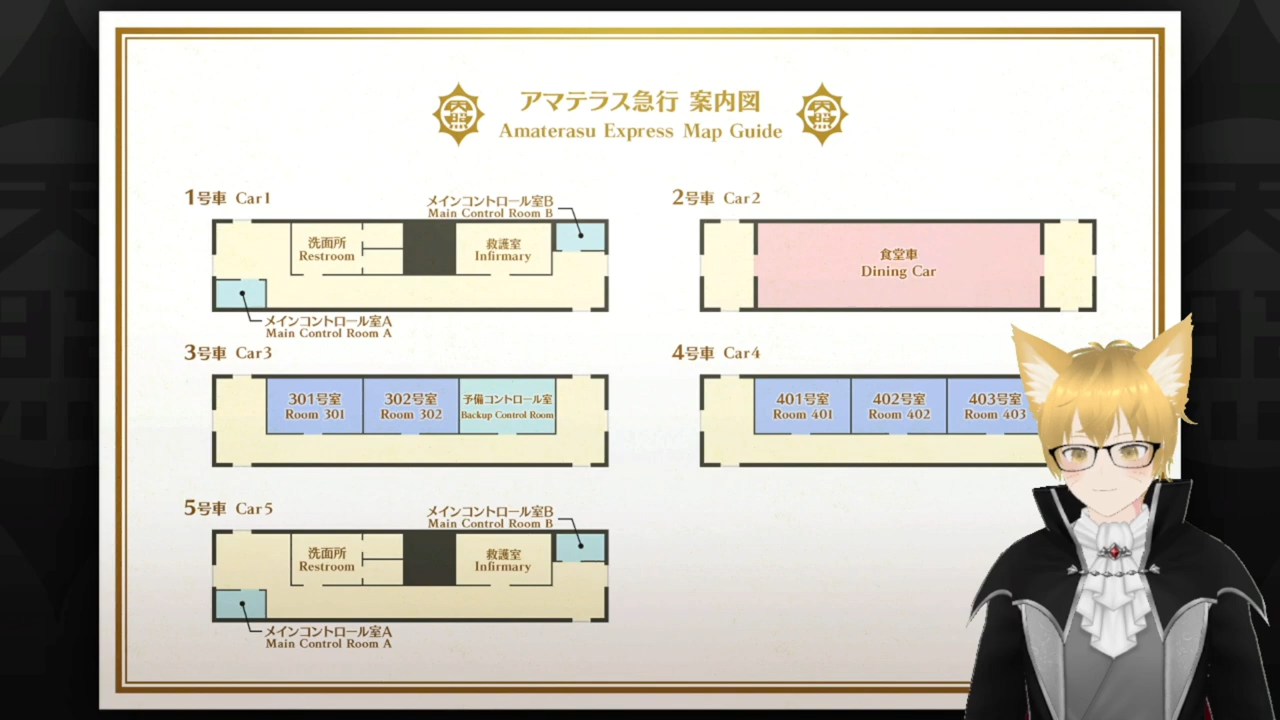 アマテラス急行 案内図
Amaterasu Express Map Guide
1号車 Car1
メインコントロール室B
Main Control Room B
洗面所
Restroom
救護室
Infirmary
メインコントロール室A
Main Control Room A
2号車 Car2
食堂車
Dining Car
3号車 Car3
301号室
Room 301
302号室
Room 302
予備コントロール室
Backup Control Room
4号車 Car4
401号室
Room 401
402号室
Room 402
403号室
Room 403
5号車 Car5
メインコントロール室B
Main Control Room B
洗面所
Restroom
救護室
Infirmary
メインコントロール室A
Main Control Room A